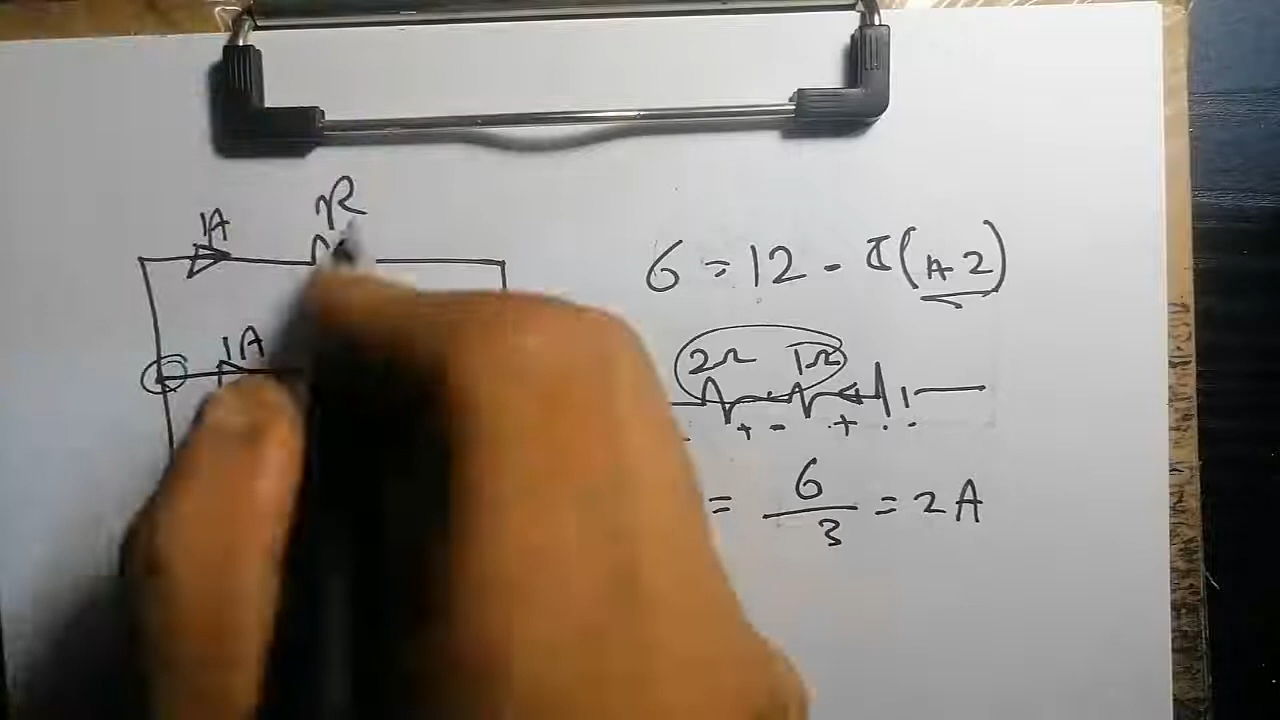 1A
R
1A
6 = 12 - I(A-2)
2Ω 1Ω
- + - + . .
= 6/3 = 2A